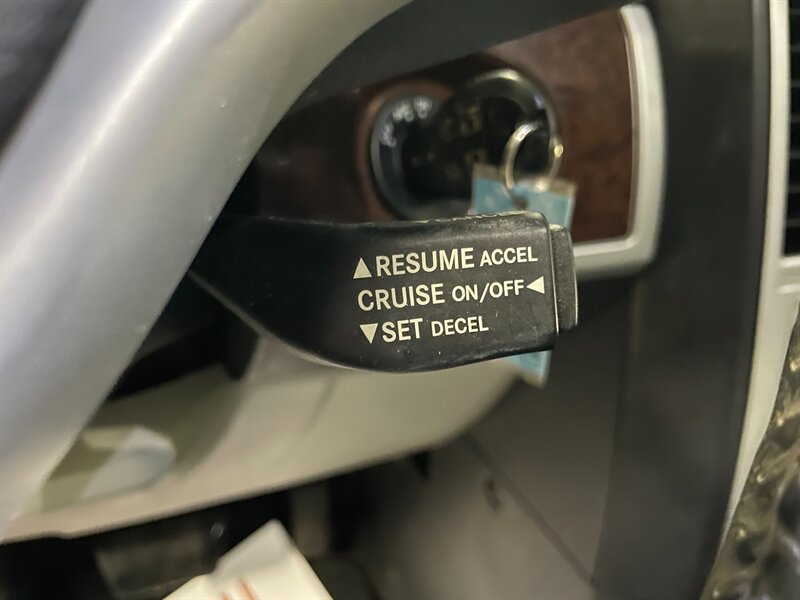 ▲RESUME ACCEL
CRUISE ON/OFF◀
▼SET DECEL